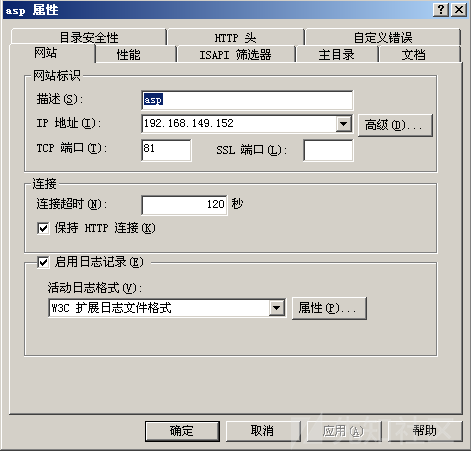 asp 属性
目录安全性 HTTP 头 自定义错误
网站 性能 ISAPI 筛选器 主目录 文档
网站标识
描述(S): asp
IP 地址(I): 192.168.149.152 高级(D)...
TCP 端口(T): 81 SSL 端口(L):
连接
连接超时(N): 120 秒
保持 HTTP 连接(K)
启用日志记录(E)
活动日志格式(V):
W3C 扩展日志文件格式 属性(P)...
确定 取消 应用(A) 帮助